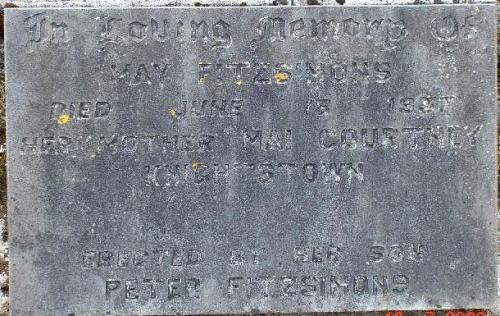 In Loving Memory Of
MAY FITZSIMONS
DIED JUNE 15 1937
HER MOTHER MAI COURTNEY
KNIGHTSTOWN
ERECTED BY HER SON
PETER FITZSIMONS